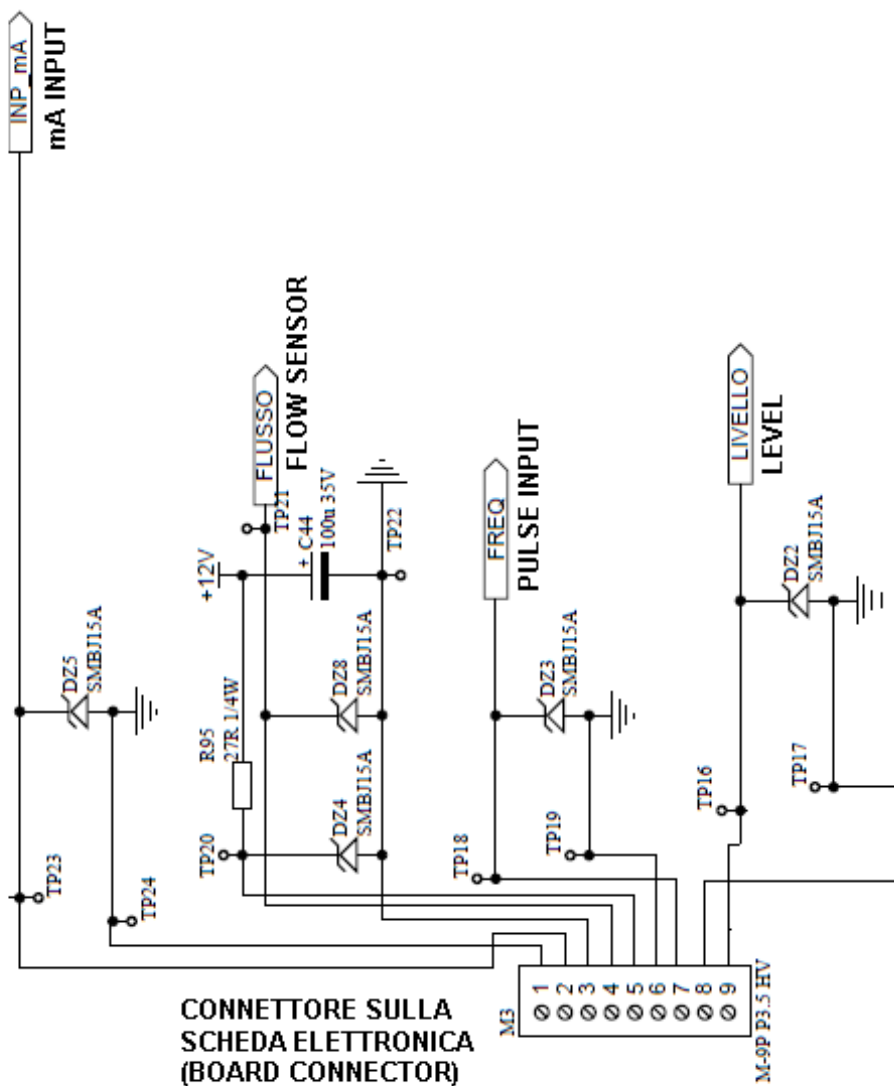 INP_mA
mA INPUT
DZ5
SMBJ15A
TP23
TP24
FLUSSO
FLOW SENSOR
TP21
+12V
+ C44
100u 35V
TP22
R95
27R 1/4W
DZ8
SMBJ15A
TP20
DZ4
SMBJ15A
FREQ
PULSE INPUT
DZ3
SMBJ15A
TP18
TP19
LIVELLO
LEVEL
DZ2
SMBJ15A
TP16
TP17
M3
1
2
3
4
5
6
7
8
9
M-9P P3.5 HV
CONNETTORE SULLA
SCHEDA ELETTRONICA
(BOARD CONNECTOR)